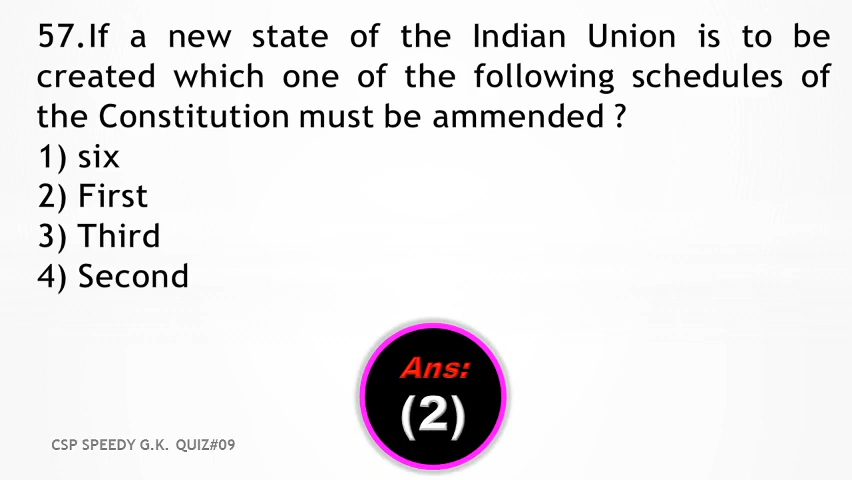 57.If a new state of the Indian Union is to be
created which one of the following schedules of
the Constitution must be ammended ?
1) six
2) First
3) Third
4) Second
Ans:
(2)
CSP SPEEDY G.K. QUIZ#09